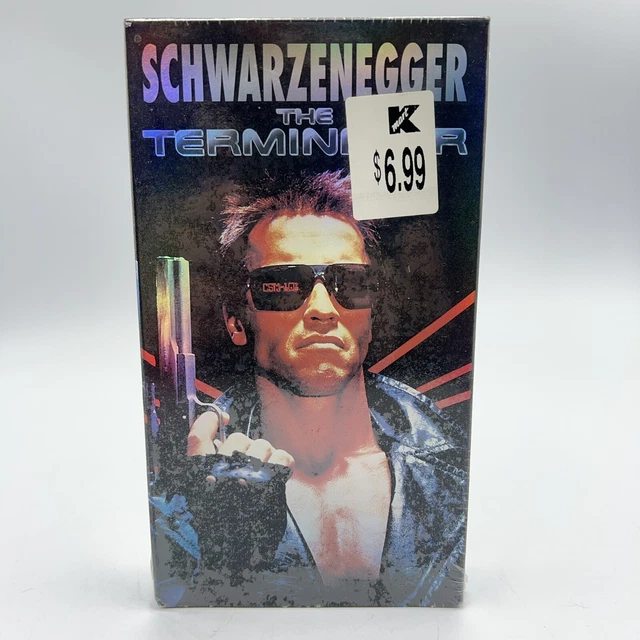 SCHWARZENEGGER
THE
TERMIN R
K
$6.99